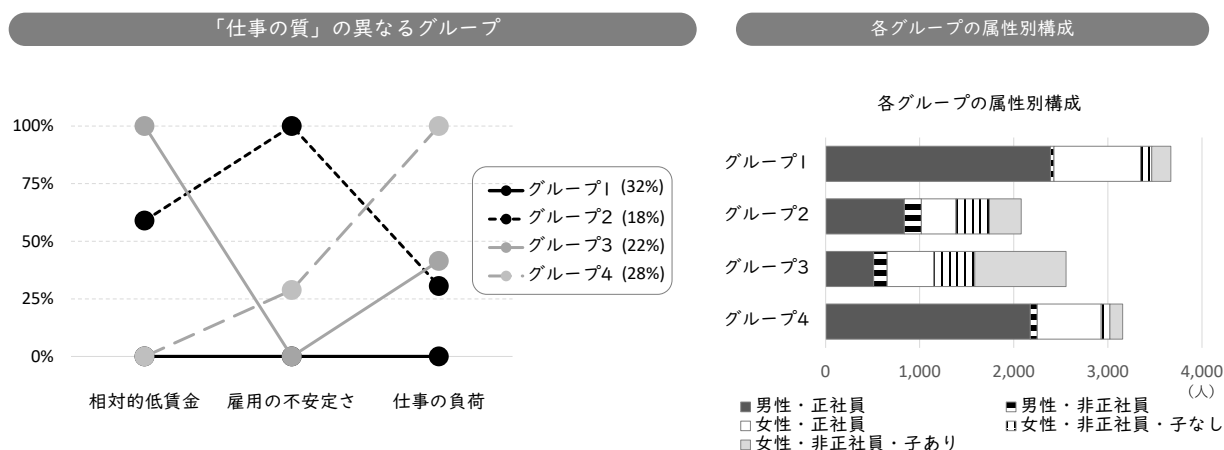 「仕事の質」の異なるグループ
各グループの属性別構成
100%
75%
50%
25%
0%
相対的低賃金
雇用の不安定さ
仕事の負荷
グループ1 (32%)
グループ2 (18%)
グループ3 (22%)
グループ4 (28%)
各グループの属性別構成
グループ1
グループ2
グループ3
グループ4
0
1,000
2,000
3,000
4,000
(人)
男性・正社員
男性・非正社員
女性・正社員
女性・非正社員・子なし
女性・非正社員・子あり